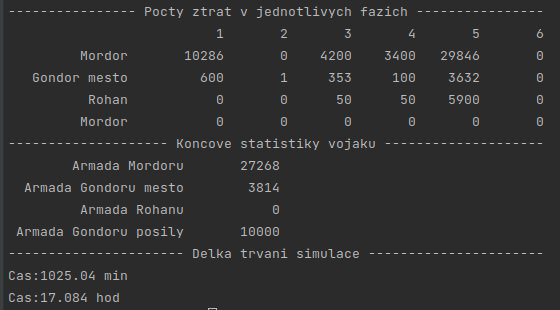 ---------------- Pocty ztrat v jednotlivych fazich ----------------
1 2 3 4 5 6
Mordor 10286 0 4200 3400 29846 0
Gondor mesto 600 1 353 100 3632 0
Rohan 0 0 50 50 5900 0
Mordor 0 0 0 0 0 0
-------------------- Koncove statistiky vojaku --------------------
Armada Mordoru 27268
Armada Gondoru mesto 3814
Armada Rohanu 0
Armada Gondoru posily 10000
---------------------- Delka trvani simulace ----------------------
Cas:1025.04 min
Cas:17.084 hod